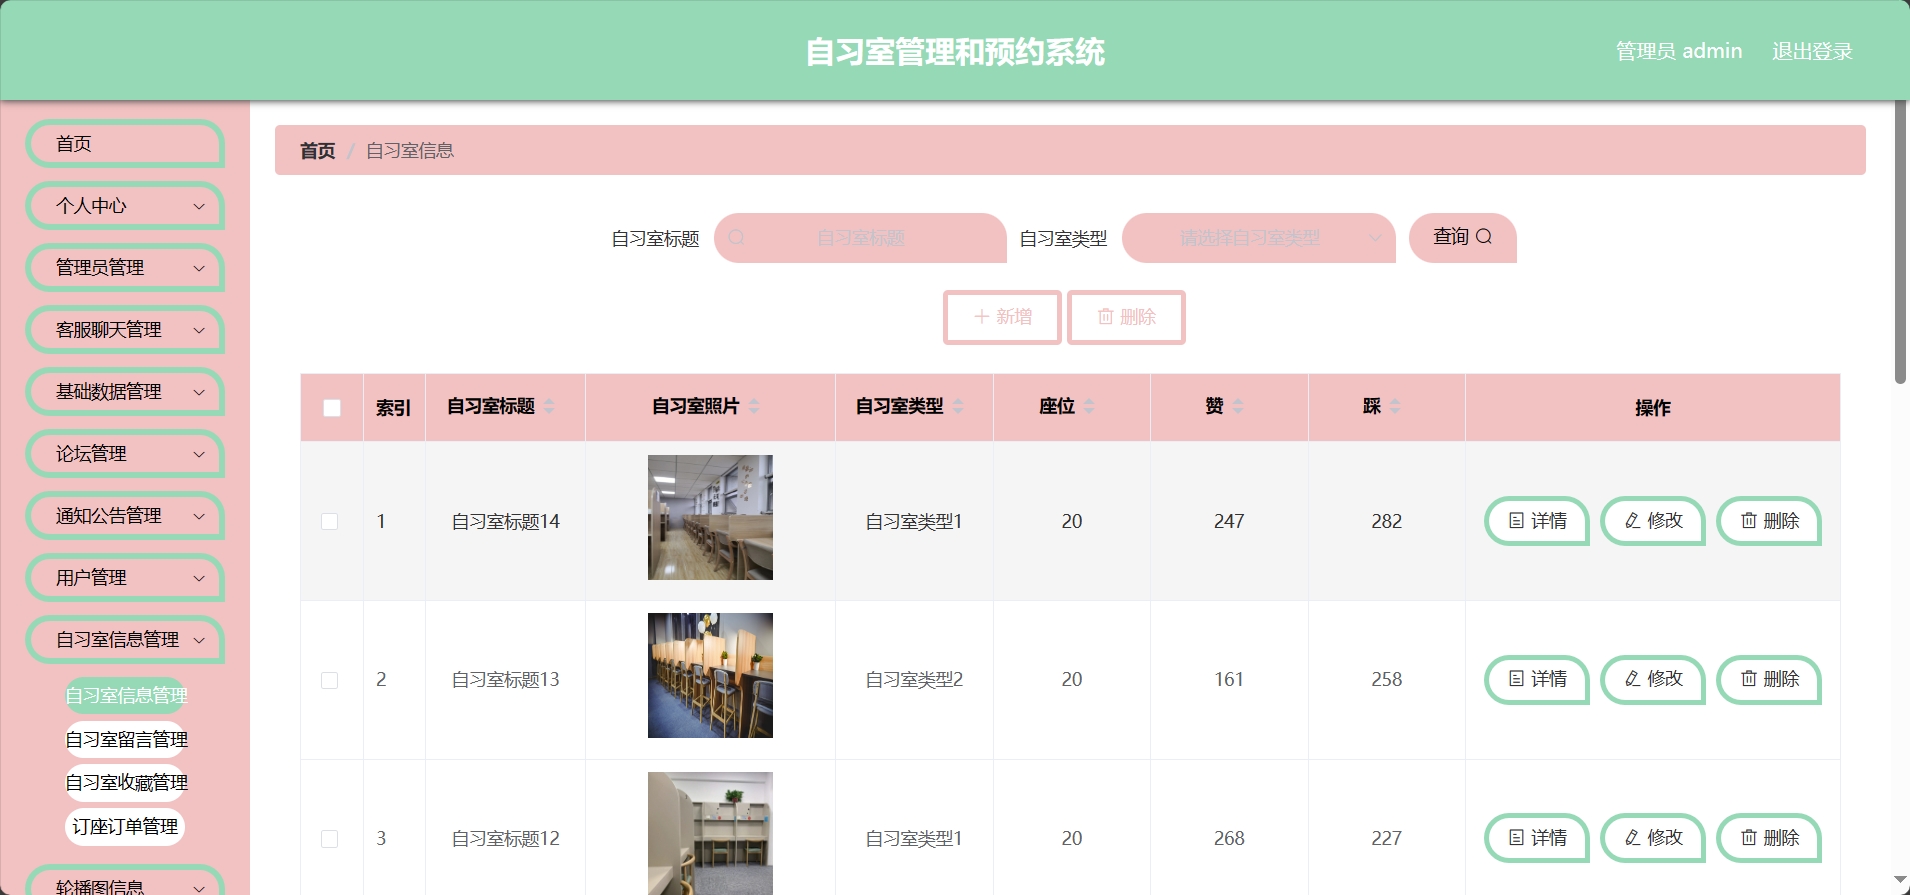 自习室管理和预约系统
管理员 admin 退出登录
首页
个人中心
管理员管理
客服聊天管理
基础数据管理
论坛管理
通知公告管理
用户管理
自习室信息管理
自习室信息管理
自习室留言管理
自习室收藏管理
订座订单管理
轮播图信息
首页 / 自习室信息
自习室标题 自习室标题 自习室类型 请选择自习室类型 查询
新增 删除
索引 自习室标题 自习室照片 自习室类型 座位 赞 踩 操作
1 自习室标题14 自习室类型1 20 247 282 详情 修改 删除
2 自习室标题13 自习室类型2 20 161 258 详情 修改 删除
3 自习室标题12 自习室类型1 20 268 227 详情 修改 删除